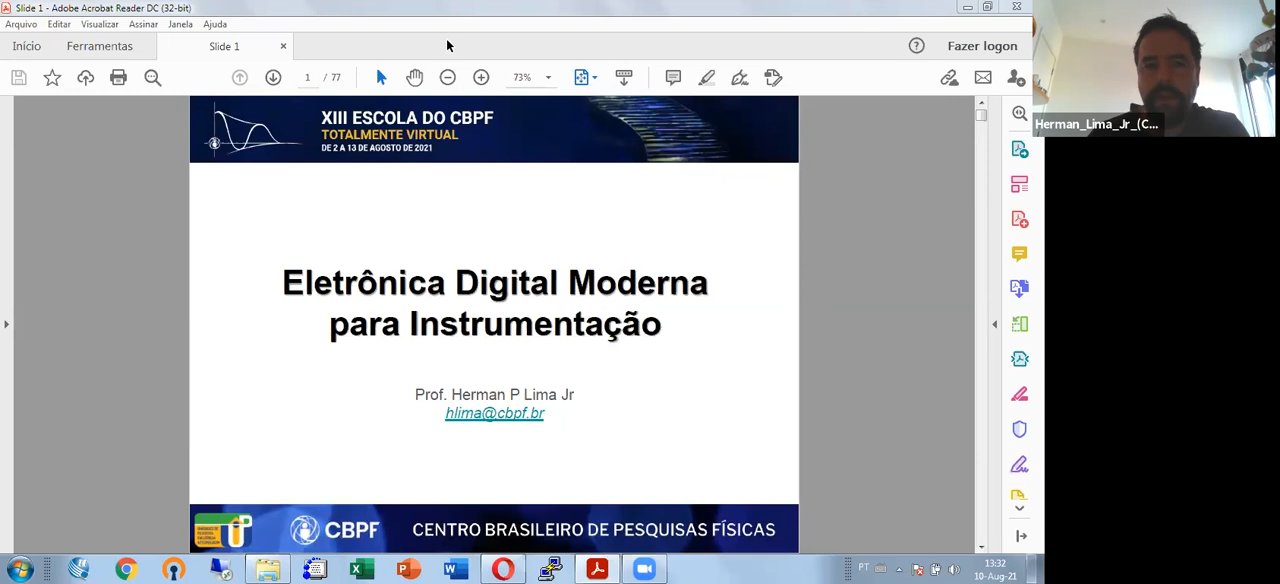 Slide 1 - Adobe Acrobat Reader DC (32-bit)
Arquivo Editar Visualizar Assinar Janela Ajuda
Início Ferramentas Slide 1 × Fazer logon
1 / 77 73%
XIII ESCOLA DO CBPF
TOTALMENTE VIRTUAL
DE 2 A 13 DE AGOSTO DE 2021
Herman_Lima_Jr_(C...
Eletrônica Digital Moderna
para Instrumentação
Prof. Herman P Lima Jr
hlima@cbpf.br
CBPF CENTRO BRASILEIRO DE PESQUISAS FÍSICAS
PT 13:32
10-Aug-21